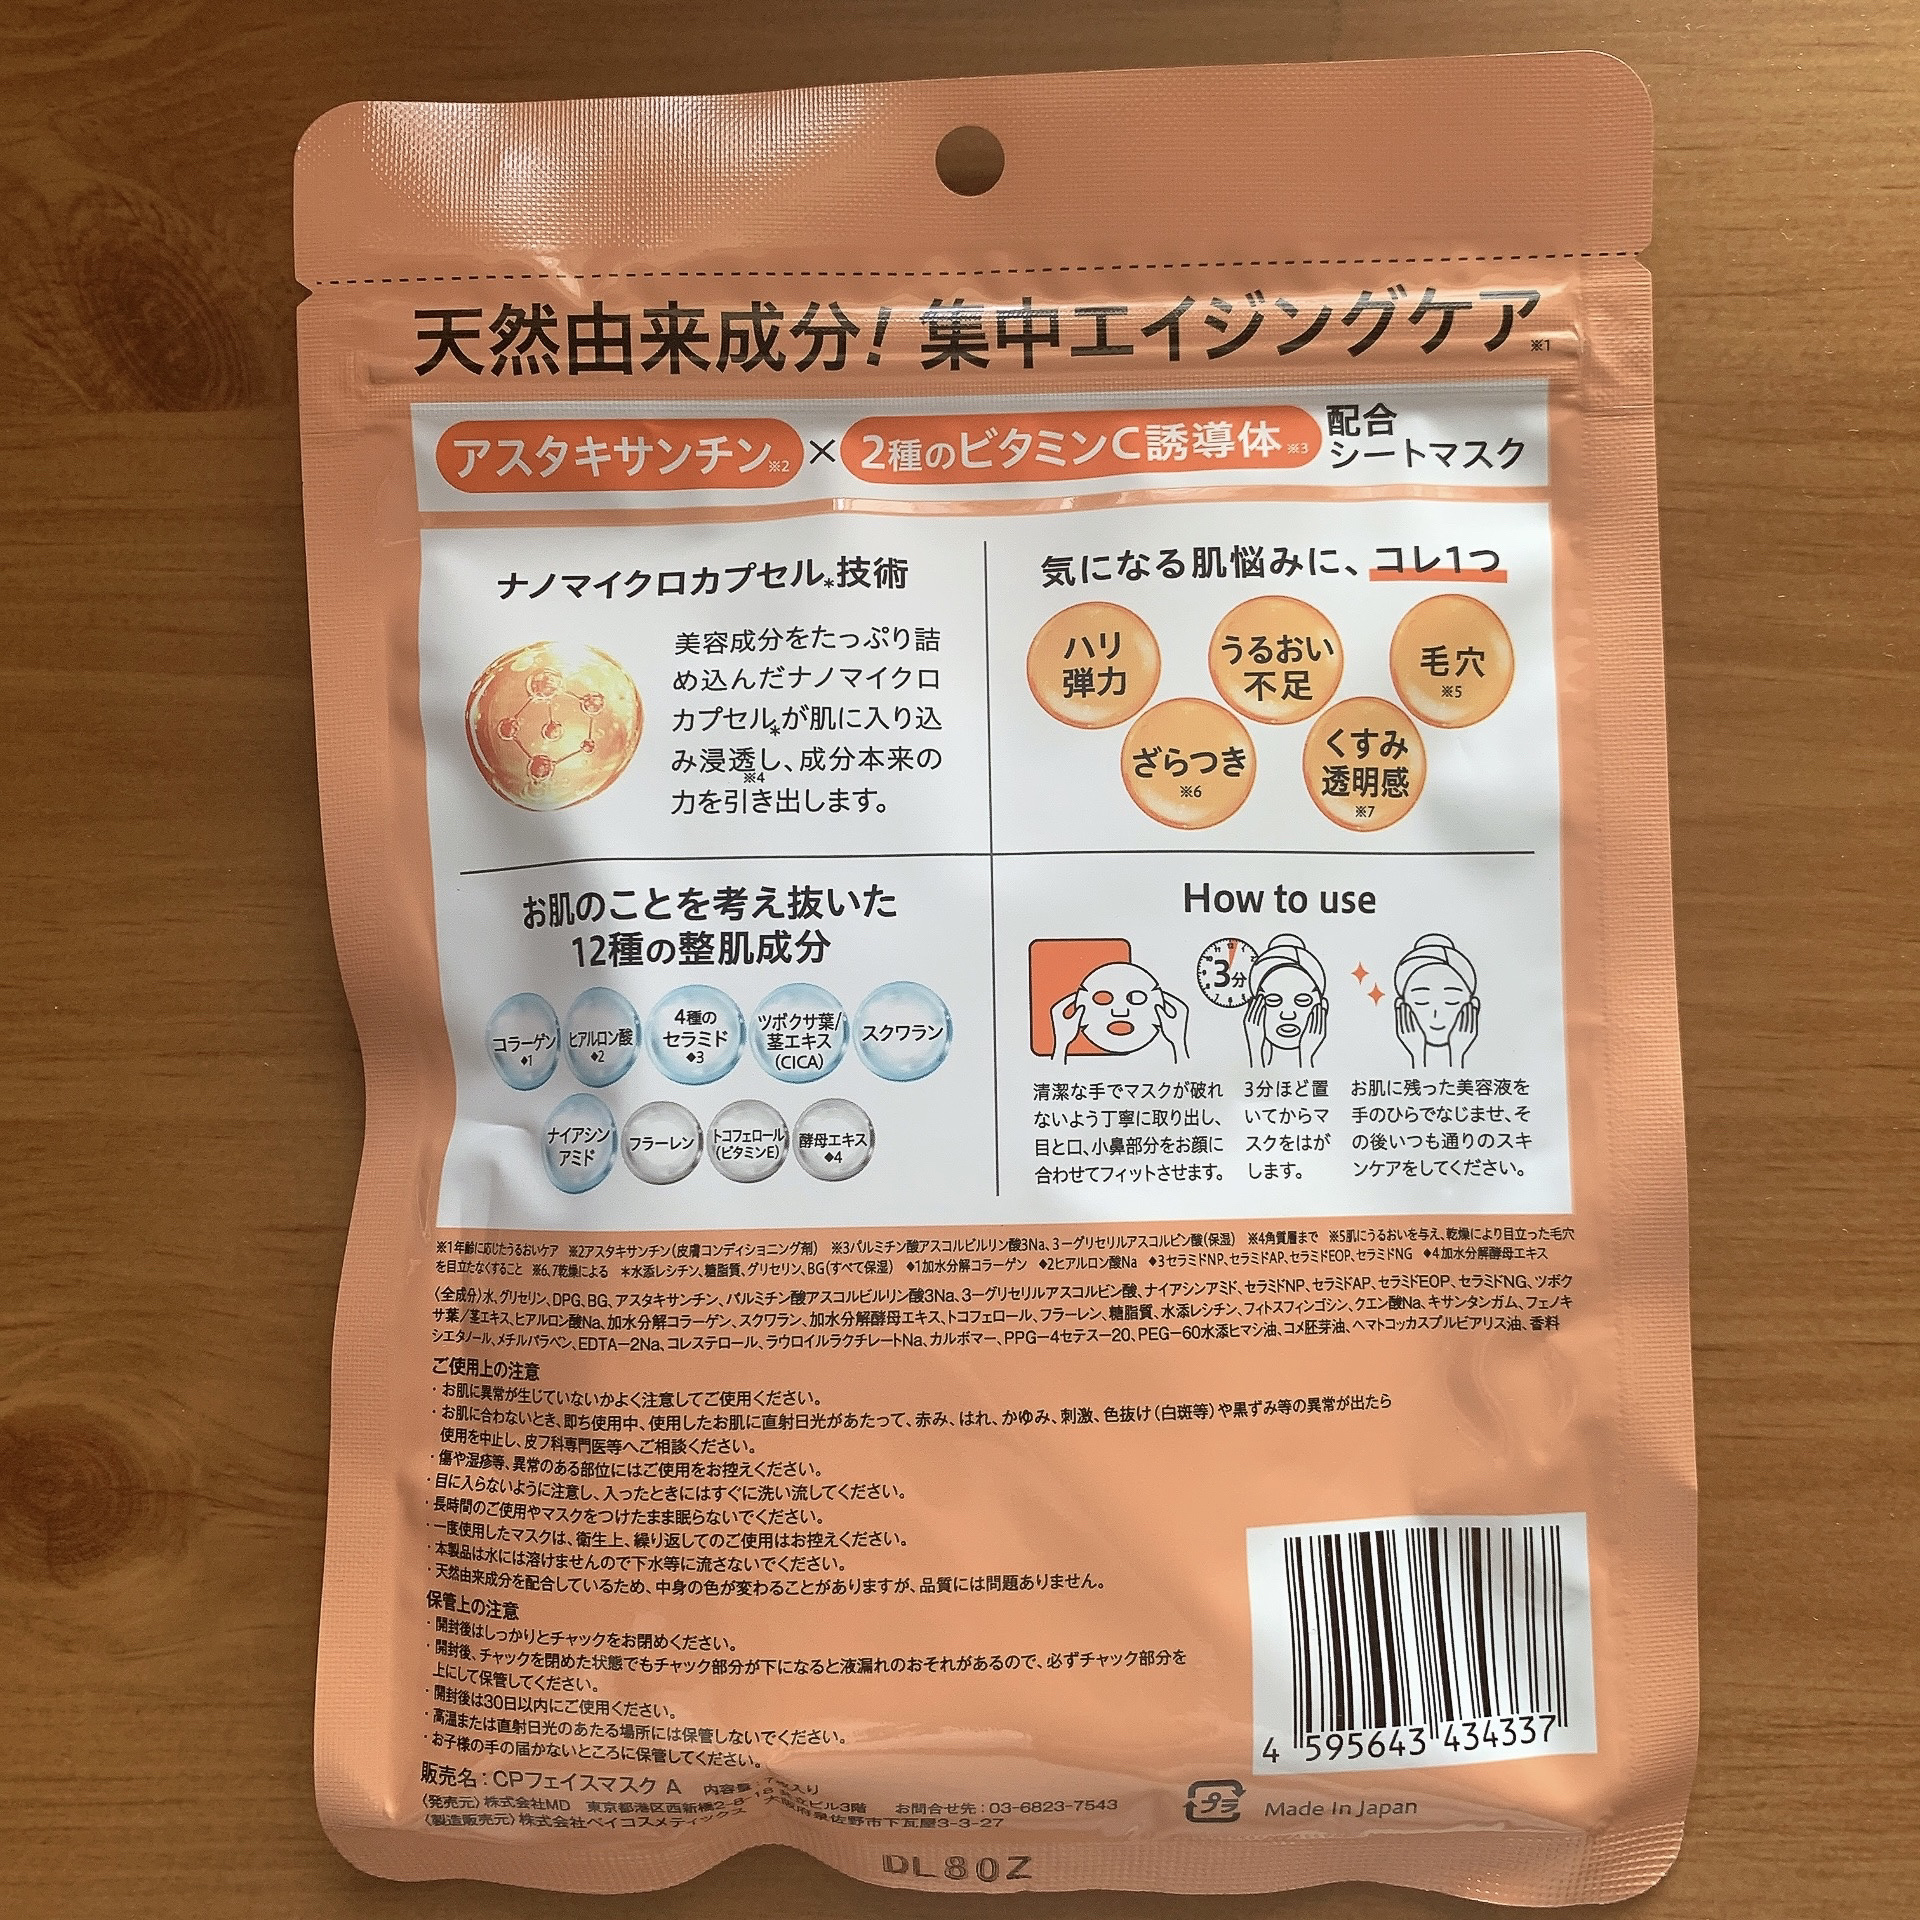 天然由来成分! 集中エイジングケア※1
アスタキサンチン※2 × 2種のビタミンC誘導体※3 配合
シートマスク
ナノマイクロカプセル*技術
美容成分をたっぷり詰
め込んだナノマイクロ
カプセル*が肌に入り込
み浸透し、成分本来の
※4
力を引き出します。
気になる肌悩みに、コレ1つ
ハリ
弾力
うるおい
不足
毛穴
※5
ざらつき
※6
くすみ
透明感
※7
お肌のことを考え抜いた
12種の整肌成分
コラーゲン
◆1
ヒアルロン酸
◆2
4種の
セラミド
◆3
ツボクサ葉/
茎エキス
(CICA)
スクワラン
ナイアシン
アミド
フラーレン
トコフェロール
(ビタミンE)
酵母エキス
◆4
How to use
3分
清潔な手でマスクが破れ
ないよう丁寧に取り出し、
目と口、小鼻部分をお顔に
合わせてフィットさせます。
3分ほど置
いてからマ
スクをはが
します。
お肌に残った美容液を
手のひらでなじませ、そ
の後いつも通りのスキ
ンケアをしてください。
※1年齢に応じたうるおいケア ※2アスタキサンチン(皮膚コンディショニング剤) ※3パルミチン酸アスコルビルリン酸3Na、3ーグリセリルアスコルビン酸(保湿) ※4角質層まで ※5肌にうるおいを与え、乾燥により目立った毛穴
を目立たなくすること ※6、7乾燥による *水添レシチン、糖脂質、グリセリン、BG(すべて保湿) ◆1加水分解コラーゲン ◆2ヒアルロン酸Na ◆3セラミドNP、セラミドAP、セラミドEOP、セラミドNG ◆4加水分解酵母エキス
〈全成分〉水、グリセリン、DPG、BG、アスタキサンチン、パルミチン酸アスコルビルリン酸3Na、3ーグリセリルアスコルビン酸、ナイアシンアミド、セラミドNP、セラミドAP、セラミドEOP、セラミドNG、ツボク
サ葉/茎エキス、ヒアルロン酸Na、加水分解コラーゲン、スクワラン、加水分解酵母エキス、トコフェロール、フラーレン、糖脂質、水添レシチン、フィトスフィンゴシン、クエン酸Na、キサンタンガム、フェノキ
シエタノール、メチルパラベン、EDTAー2Na、コレステロール、ラウロイルラクチレートNa、カルボマー、PPGー4セテスー20、PEGー60水添ヒマシ油、コメ胚芽油、ヘマトコッカスプルビアリス油、香料
ご使用上の注意
・お肌に異常が生じていないかよく注意してご使用ください。
・お肌に合わないとき、即ち使用中、使用したお肌に直射日光があたって、赤み、はれ、かゆみ、刺激、色抜け(白斑等)や黒ずみ等の異常が出たら
使用を中止し、皮フ科専門医等へご相談ください。
・傷や湿疹等、異常のある部位にはご使用をお控えください。
・目に入らないように注意し、入ったときにはすぐに洗い流してください。
・長時間のご使用やマスクをつけたまま眠らないでください。
・一度使用したマスクは、衛生上、繰り返してのご使用はお控えください。
・本製品は水には溶けませんので下水等に流さないでください。
・天然由来成分を配合しているため、中身の色が変わることがありますが、品質には問題ありません。
保管上の注意
・開封後はしっかりとチャックをお閉めください。
・開封後、チャックを閉めた状態でもチャック部分が下になると液漏れのおそれがあるので、必ずチャック部分を
上にして保管してください。
・開封後は30日以内にご使用ください。
・高温または直射日光のあたる場所には保管しないでください。
・お子様の手の届かないところに保管してください。
販売名:CPフェイスマスク A 内容量:7枚入り
〈発売元〉株式会社MD 東京都港区西新橋2-8-ビル3階 お問合せ先:03-6823-7543
〈製造販売元〉株式会社ベイコスメティックス 大阪府泉佐野市下瓦屋3-3-27
4 595643 434337
プラ
Made In Japan
DL80Z